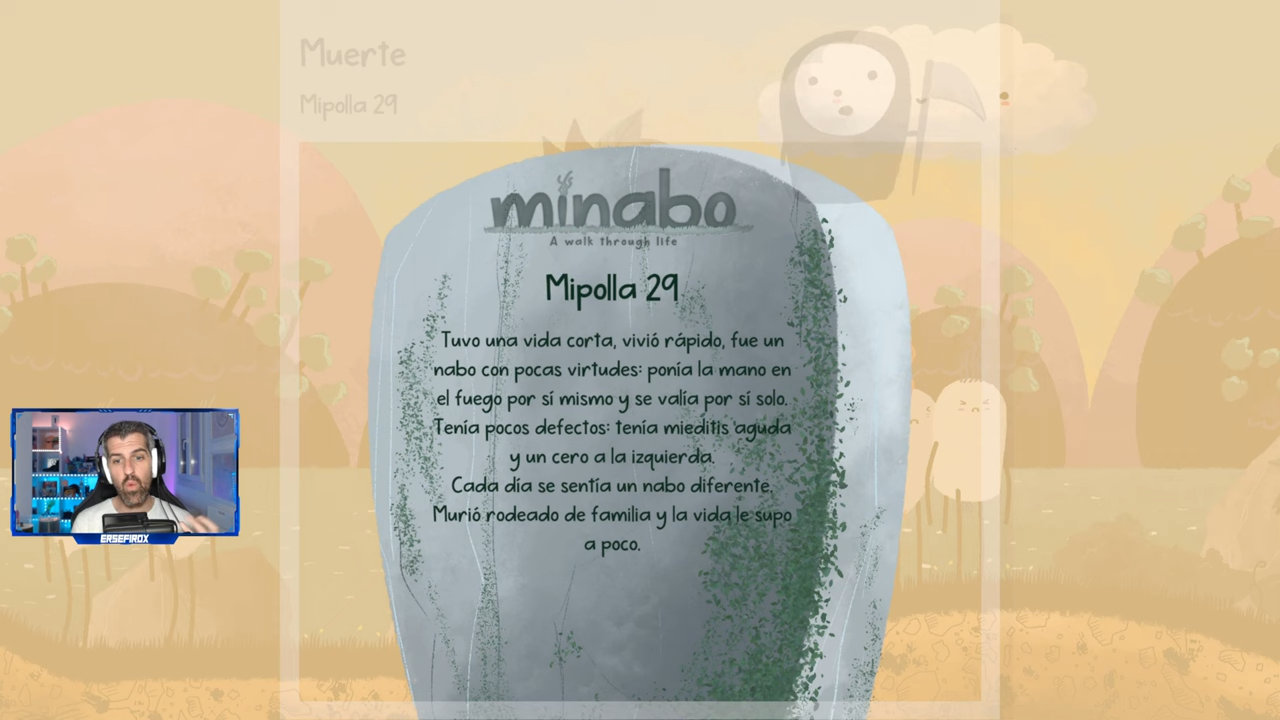 Muerte
Mipolla 29
minabo
A walk through life
Mipolla 29
Tuvo una vida corta, vivió rápido, fue un
nabo con pocas virtudes: ponía la mano en
el fuego por sí mismo y se valía por sí solo.
Tenía pocos defectos: tenía mieditis aguda
y un cero a la izquierda.
Cada día se sentía un nabo diferente.
Murió rodeado de familia y la vida le supo
a poco.
ERSEFIROX